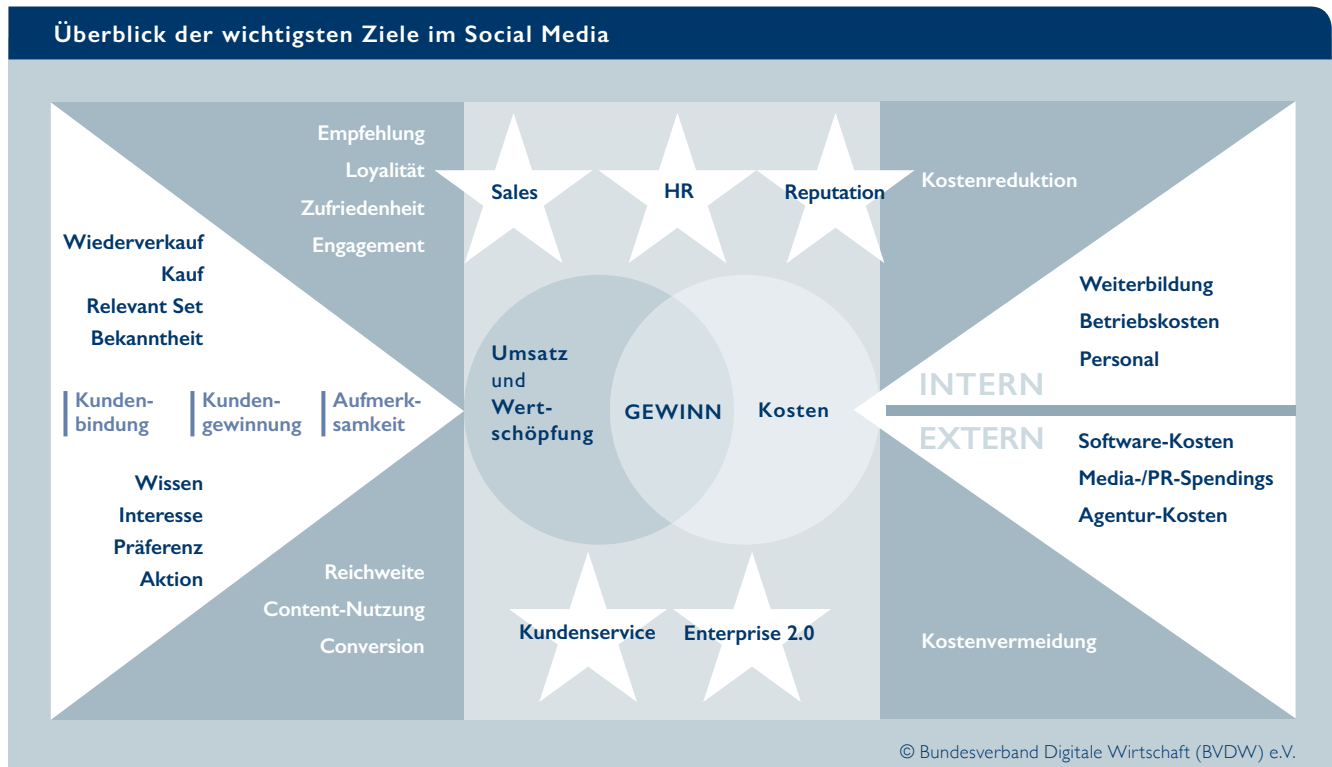 Überblick der wichtigsten Ziele im Social Media
Empfehlung
Loyalität
Zufriedenheit
Engagement
Wiederverkauf
Kauf
Relevant Set
Bekanntheit
Kunden-
bindung
Kunden-
gewinnung
Aufmerk-
samkeit
Wissen
Interesse
Präferenz
Aktion
Reichweite
Content-Nutzung
Conversion
Sales
HR
Reputation
Umsatz
und
Wert-
schöpfung
GEWINN
Kosten
Kundenservice
Enterprise 2.0
Kostenreduktion
Weiterbildung
Betriebskosten
Personal
INTERN
EXTERN
Software-Kosten
Media-/PR-Spendings
Agentur-Kosten
Kostenvermeidung
© Bundesverband Digitale Wirtschaft (BVDW) e.V.